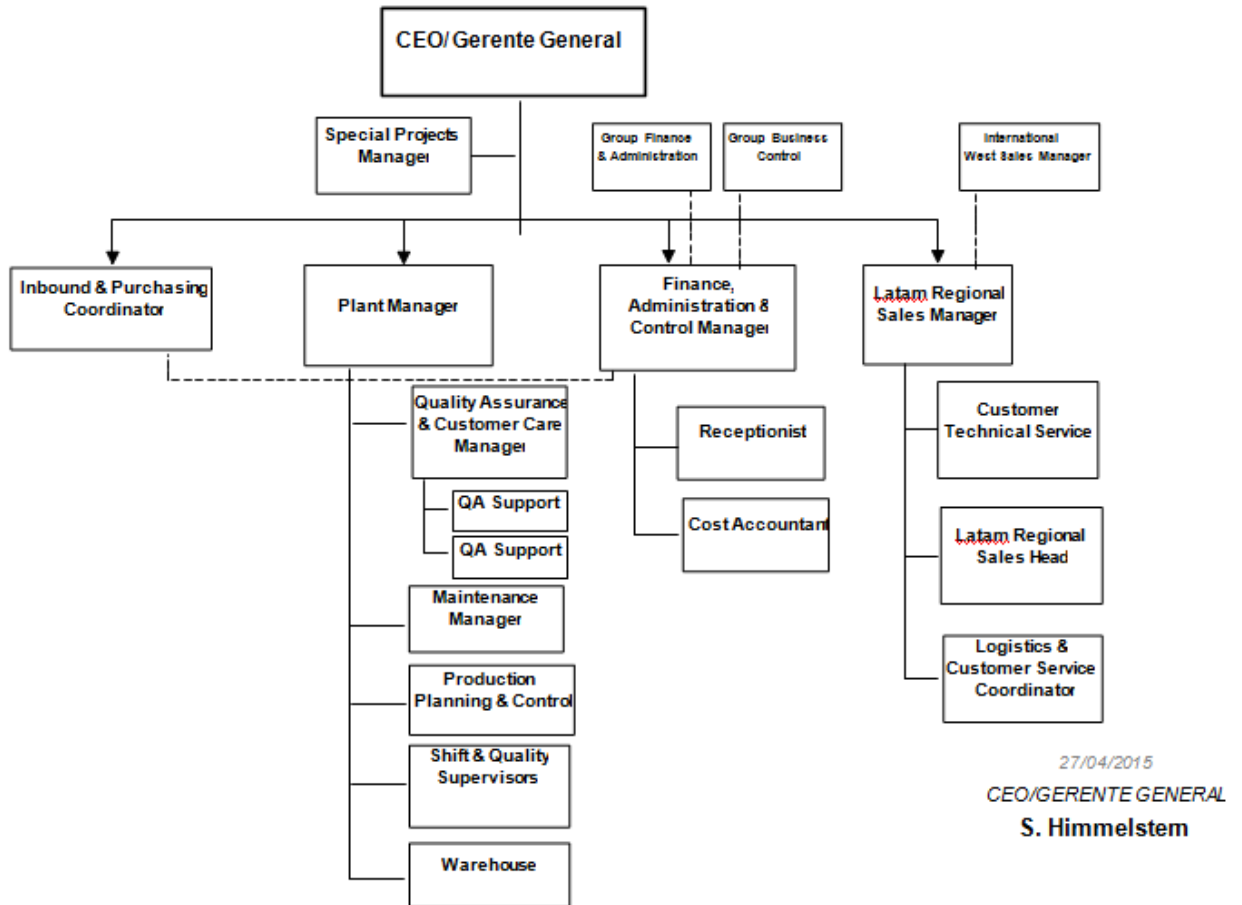 CEO/Gerente General
Special Projects
Manager
Group Finance
& Administration
Group Business
Control
International
West Sales Manager
Inbound & Purchasing
Coordinator
Plant Manager
Finance,
Administration &
Control Manager
Latam Regional
Sales Manager
Quality Assurance
& Customer Care
Manager
QA Support
QA Support
Maintenance
Manager
Production
Planning & Control
Shift & Quality
Supervisors
Warehouse
Receptionist
Cost Accountant
Customer
Technical Service
Latam Regional
Sales Head
Logistics &
Customer Service
Coordinator
27/04/2015
CEO/GERENTE GENERAL
S. Himmelstern